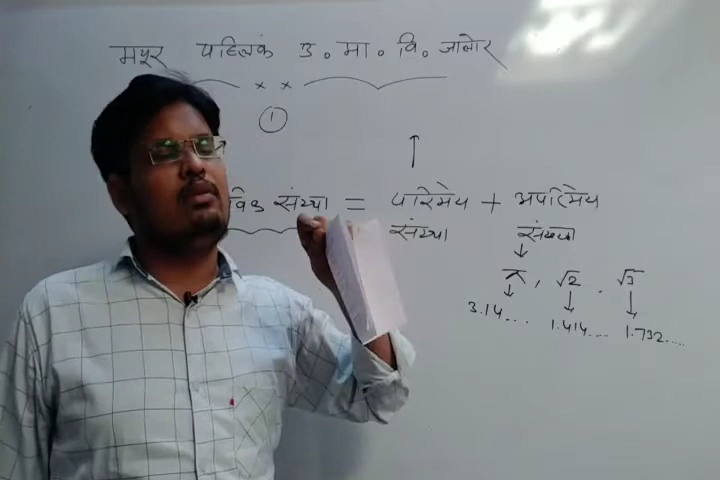 मयूर पब्लिक उ. मा. वि. जालोर
1
विक संख्या = परिमेय + अपरिमेय
संख्या संख्या
π, √2 . √3
3.14... 1.414.... 1.732.....